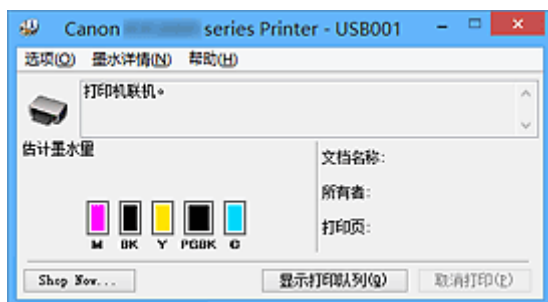 Canon series Printer - USB001
选项(O) 墨水详情(N) 帮助(H)
打印机联机。
估计墨水量
文档名称:
所有者:
打印页:
M BK Y PGBK C
Shop Now... 显示打印队列(Q) 取消打印(P)